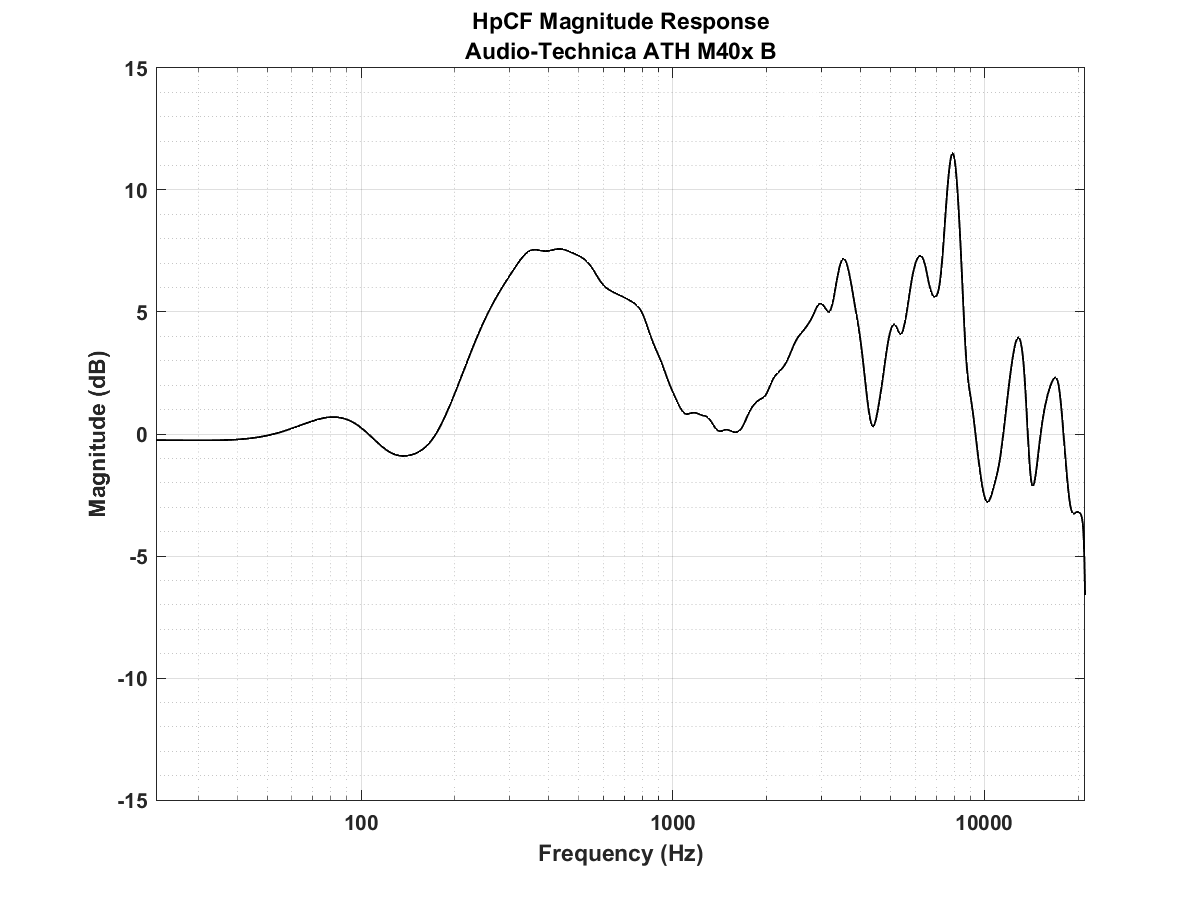 HpCF Magnitude Response
Audio-Technica ATH M40x B
15
10
5
0
-5
-10
-15
Magnitude (dB)
100 1000 10000
Frequency (Hz)